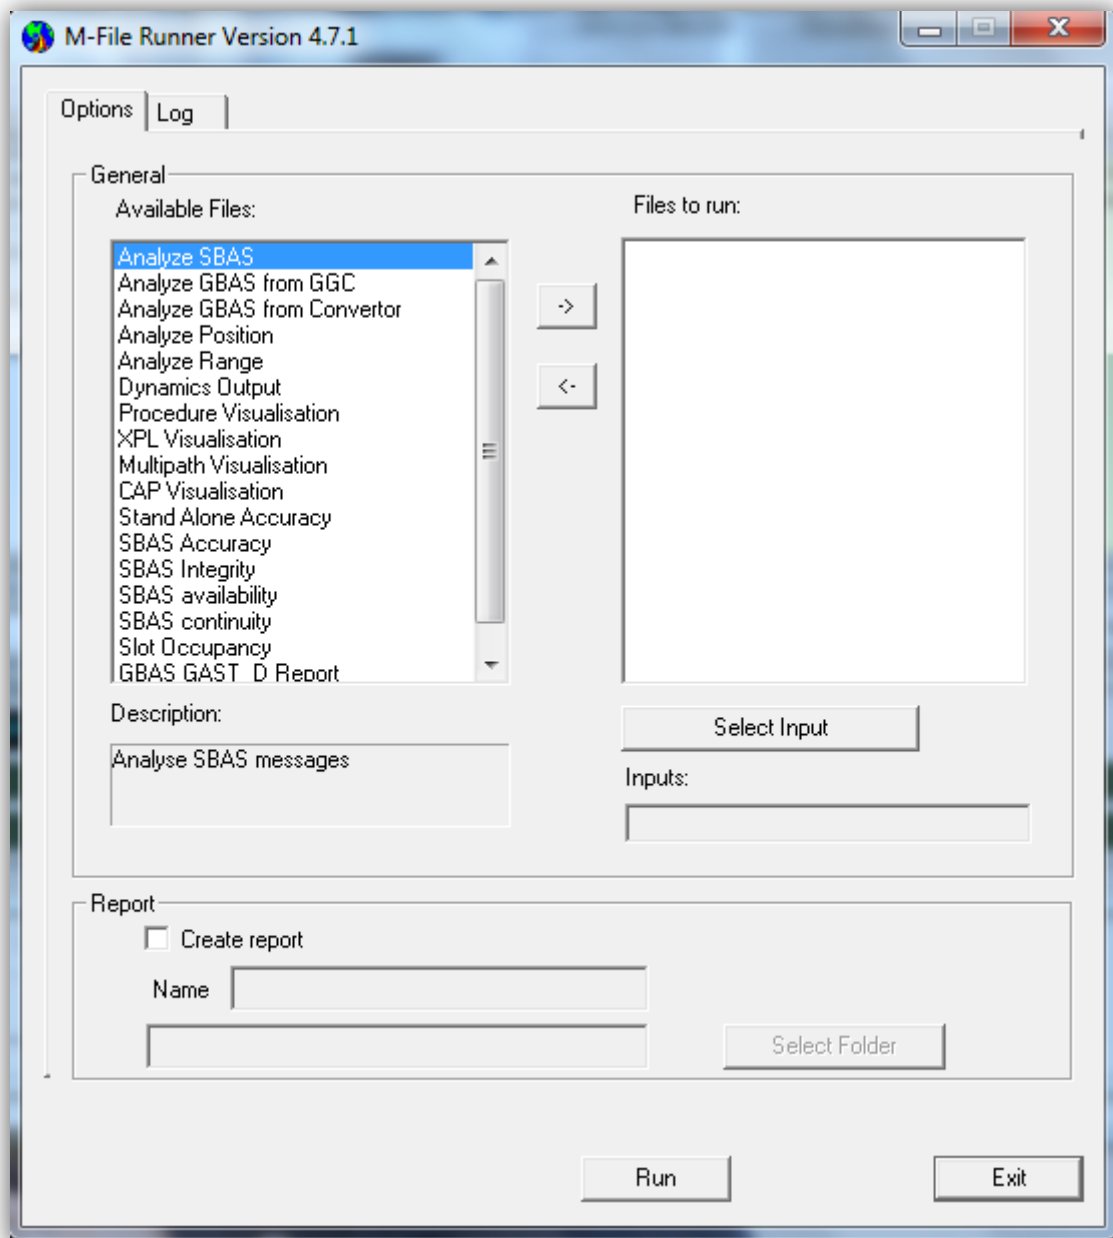 M-File Runner Version 4.7.1
Options
Log
General
Available Files:
Files to run:
Analyze SBAS
Analyze GBAS from GGC
Analyze GBAS from Convertor
Analyze Position
Analyze Range
Dynamics Output
Procedure Visualisation
XPL Visualisation
Multipath Visualisation
CAP Visualisation
Stand Alone Accuracy
SBAS Accuracy
SBAS Integrity
SBAS availability
SBAS continuity
Slot Occupancy
GBAS GAST_D Report
->
<-
Description:
Analyse SBAS messages
Select Input
Inputs:
Report
Create report
Name
Select Folder
Run
Exit